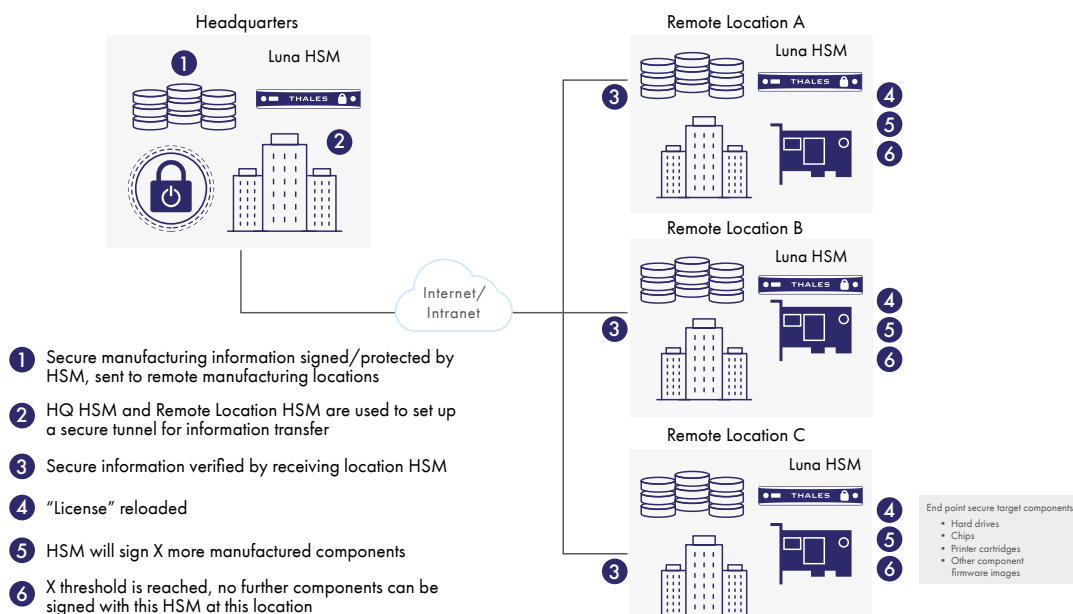 Headquarters
Luna HSM
1
THALES
2
Internet/
Intranet
Remote Location A
Luna HSM
THALES
3
4
5
6
Remote Location B
Luna HSM
THALES
3
4
5
6
Remote Location C
Luna HSM
THALES
3
4
5
6
End point secure target components
• Hard drives
• Chips
• Printer cartridges
• Other component
firmware images
1 Secure manufacturing information signed/protected by
HSM, sent to remote manufacturing locations
2 HQ HSM and Remote Location HSM are used to set up
a secure tunnel for information transfer
3 Secure information verified by receiving location HSM
4 “License” reloaded
5 HSM will sign X more manufactured components
6 X threshold is reached, no further components can be
signed with this HSM at this location